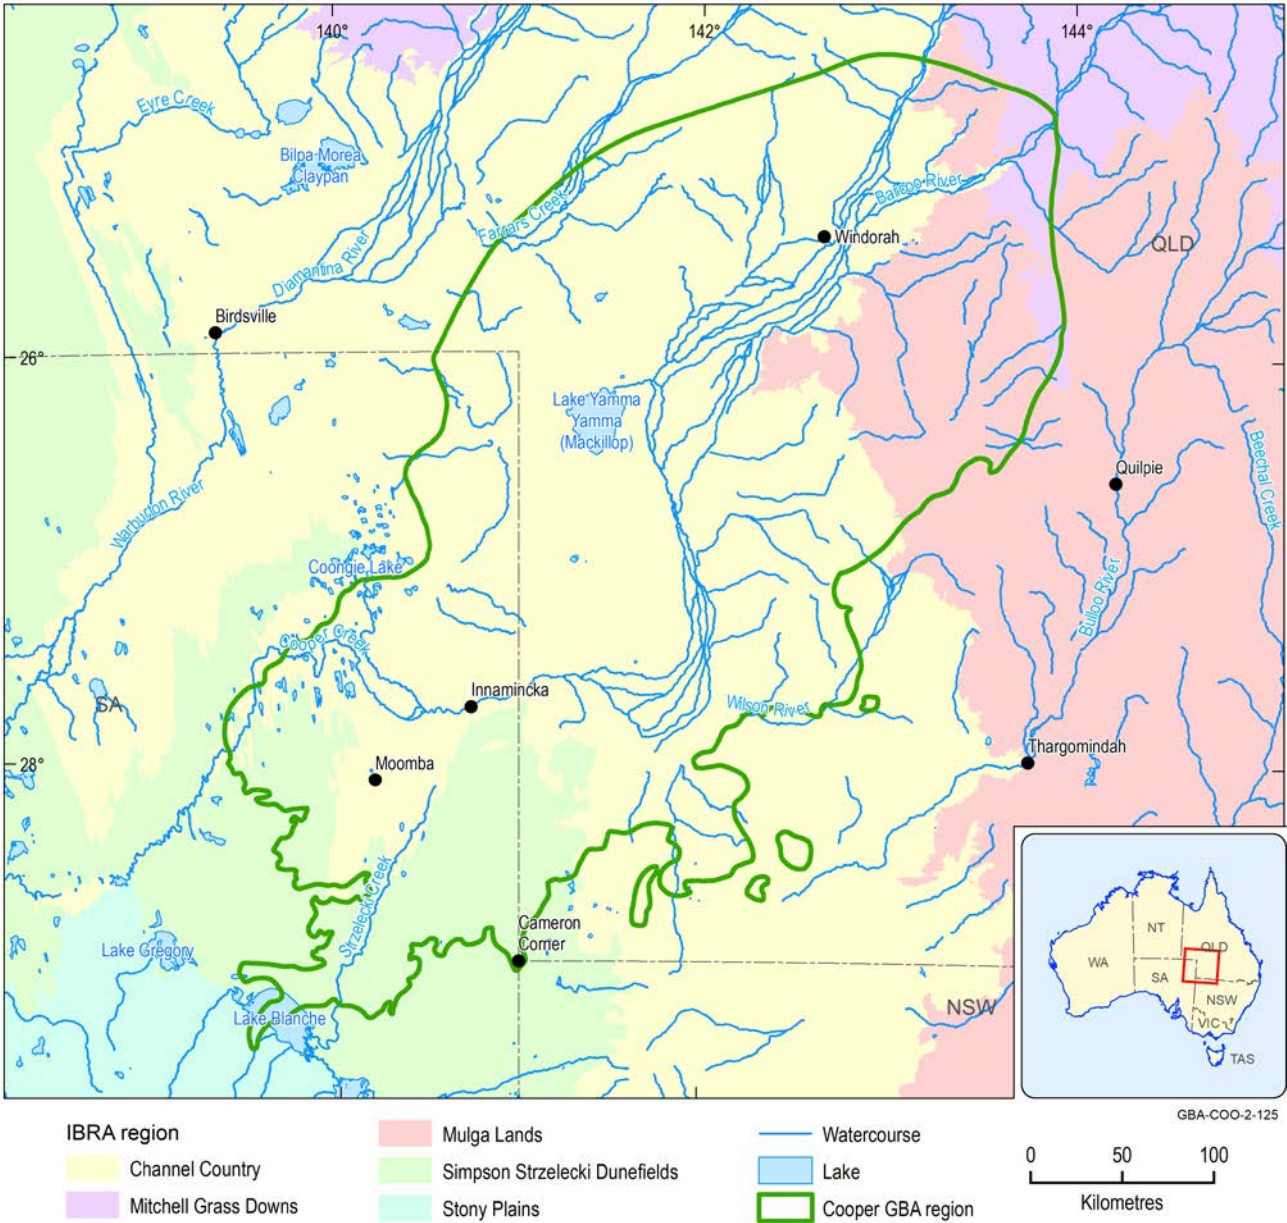 140°
142°
144°
Eyre Creek
Bilpa Morea
Claypan
Barcoo River
Farrars Creek
Windorah
QLD
Diamantina River
Birdsville
26°
Lake Yamma
Yamma
(Mackillop)
Beechal Creek
Quilpie
Warburton River
Coongie Lake
Bulloo River
Cooper Creek
Innamincka
SA
Wilson River
Thargomindah
28°
Moomba
Strzelecki Creek
Cameron
Corner
Lake Gregory
Lake Blanche
NSW
NT
QLD
WA
SA
NSW
VIC
TAS
GBA-COO-2-125
IBRA region
Channel Country
Mitchell Grass Downs
Mulga Lands
Simpson Strzelecki Dunefields
Stony Plains
Watercourse
Lake
Cooper GBA region
0 50 100
Kilometres